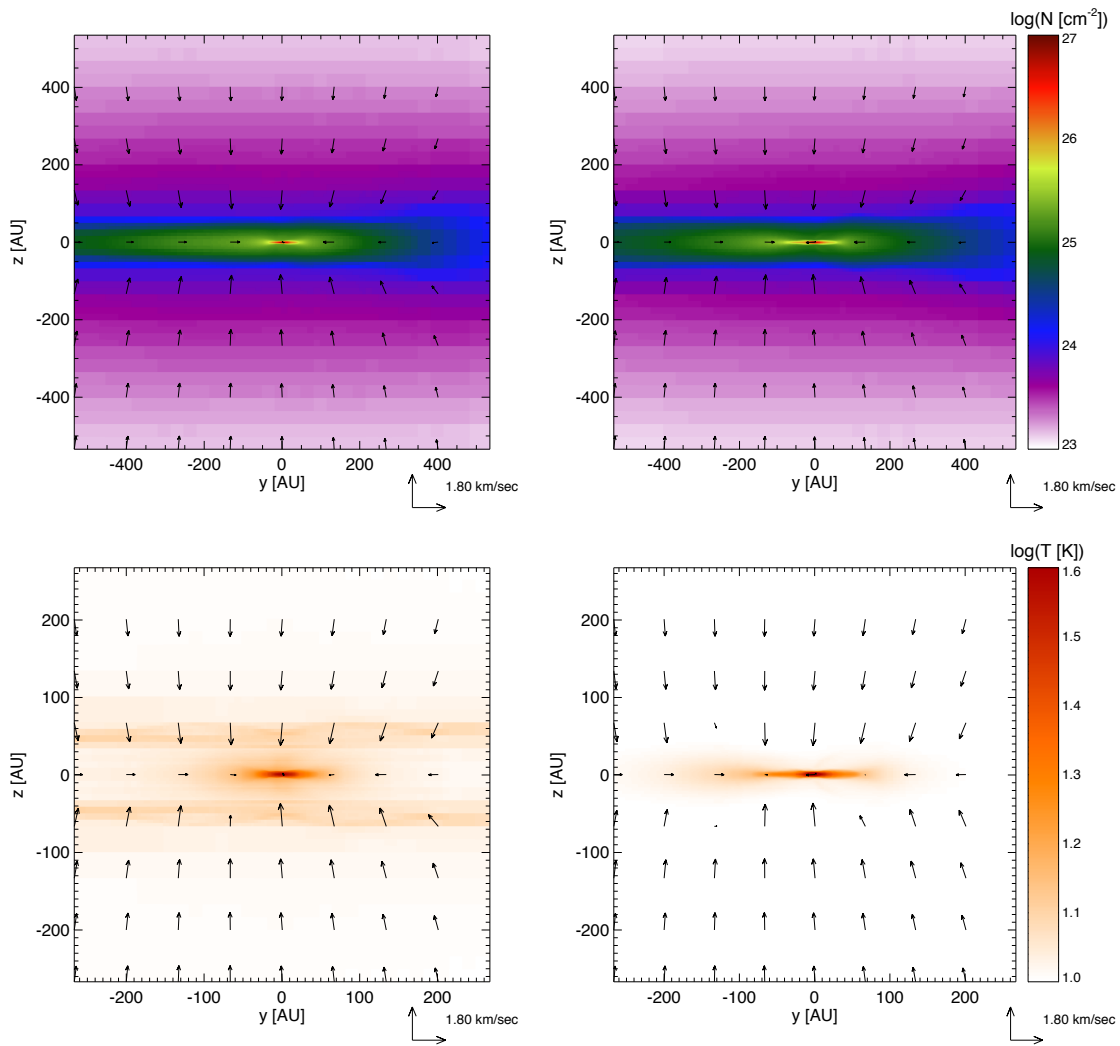 log(N [cm-2])
27
26
25
24
23
400
200
0
-200
-400
z [AU]
-400 -200 0 200 400
y [AU]
1.80 km/sec
400
200
0
-200
-400
z [AU]
-400 -200 0 200 400
y [AU]
1.80 km/sec
log(T [K])
1.6
1.5
1.4
1.3
1.2
1.1
1.0
200
100
0
-100
-200
z [AU]
-200 -100 0 100 200
y [AU]
1.80 km/sec
200
100
0
-100
-200
z [AU]
-200 -100 0 100 200
y [AU]
1.80 km/sec